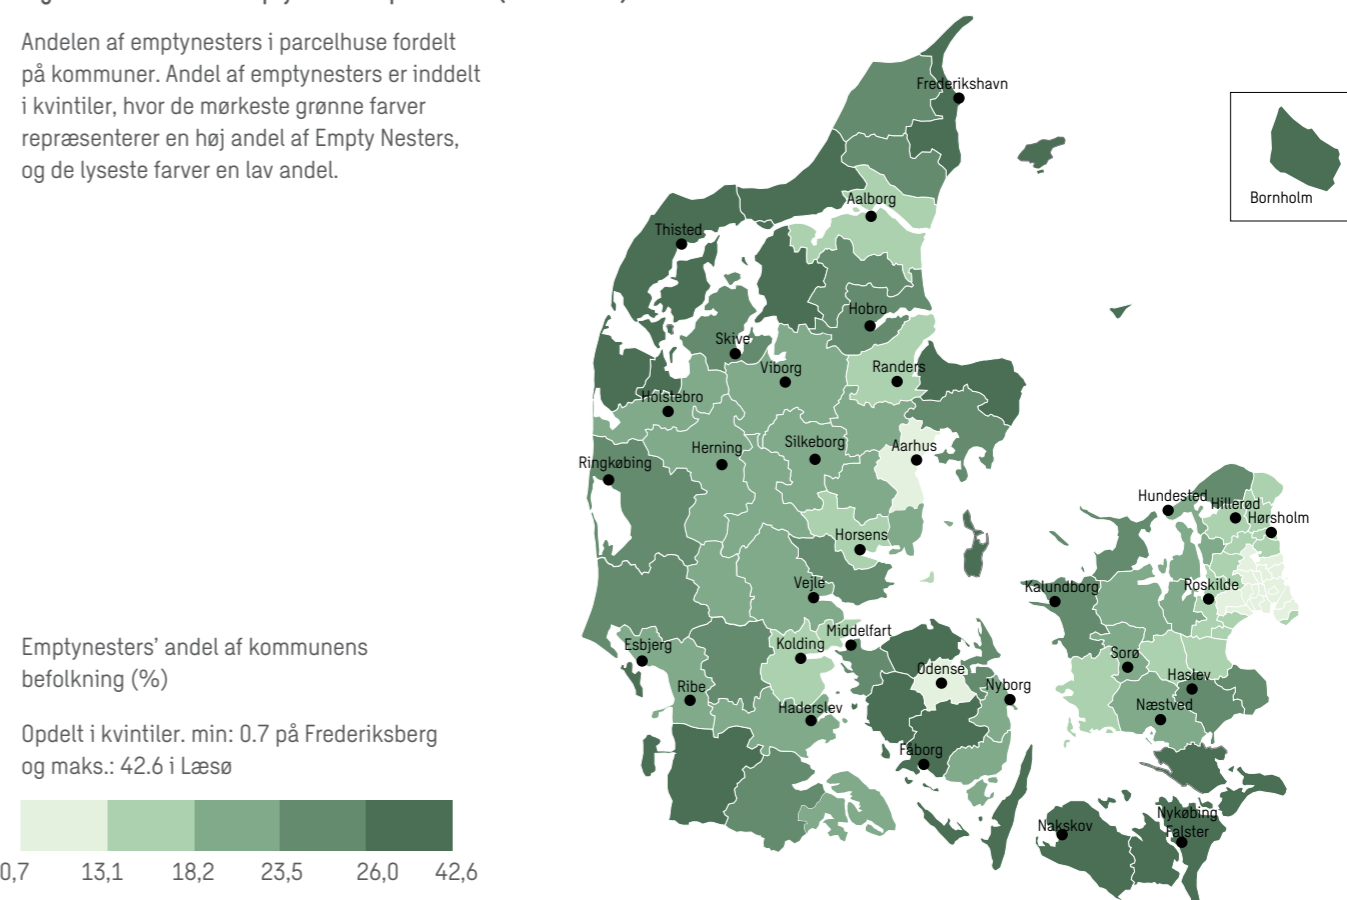 Andelen af emptynesters i parcelhuse fordelt
på kommuner. Andel af emptynesters er inddelt
i kvintiler, hvor de mørkeste grønne farver
repræsenterer en høj andel af Empty Nesters,
og de lyseste farver en lav andel.
Frederikshavn
Bornholm
Aalborg
Thisted
Hobro
Skive
Viborg
Randers
Holstebro
Herning
Silkeborg
Aarhus
Ringkøbing
Hundested
Hillerød
Hørsholm
Horsens
Vejle
Kalundborg
Roskilde
Esbjerg
Kolding
Middelfart
Odense
Sorø
Haslev
Ribe
Haderslev
Nyborg
Næstved
Fåborg
Nakskov
Nykøbing
Falster
Emptynesters’ andel af kommunens
befolkning (%)
Opdelt i kvintiler. min: 0.7 på Frederiksberg
og maks.: 42.6 i Læsø
0,7 13,1 18,2 23,5 26,0 42,6